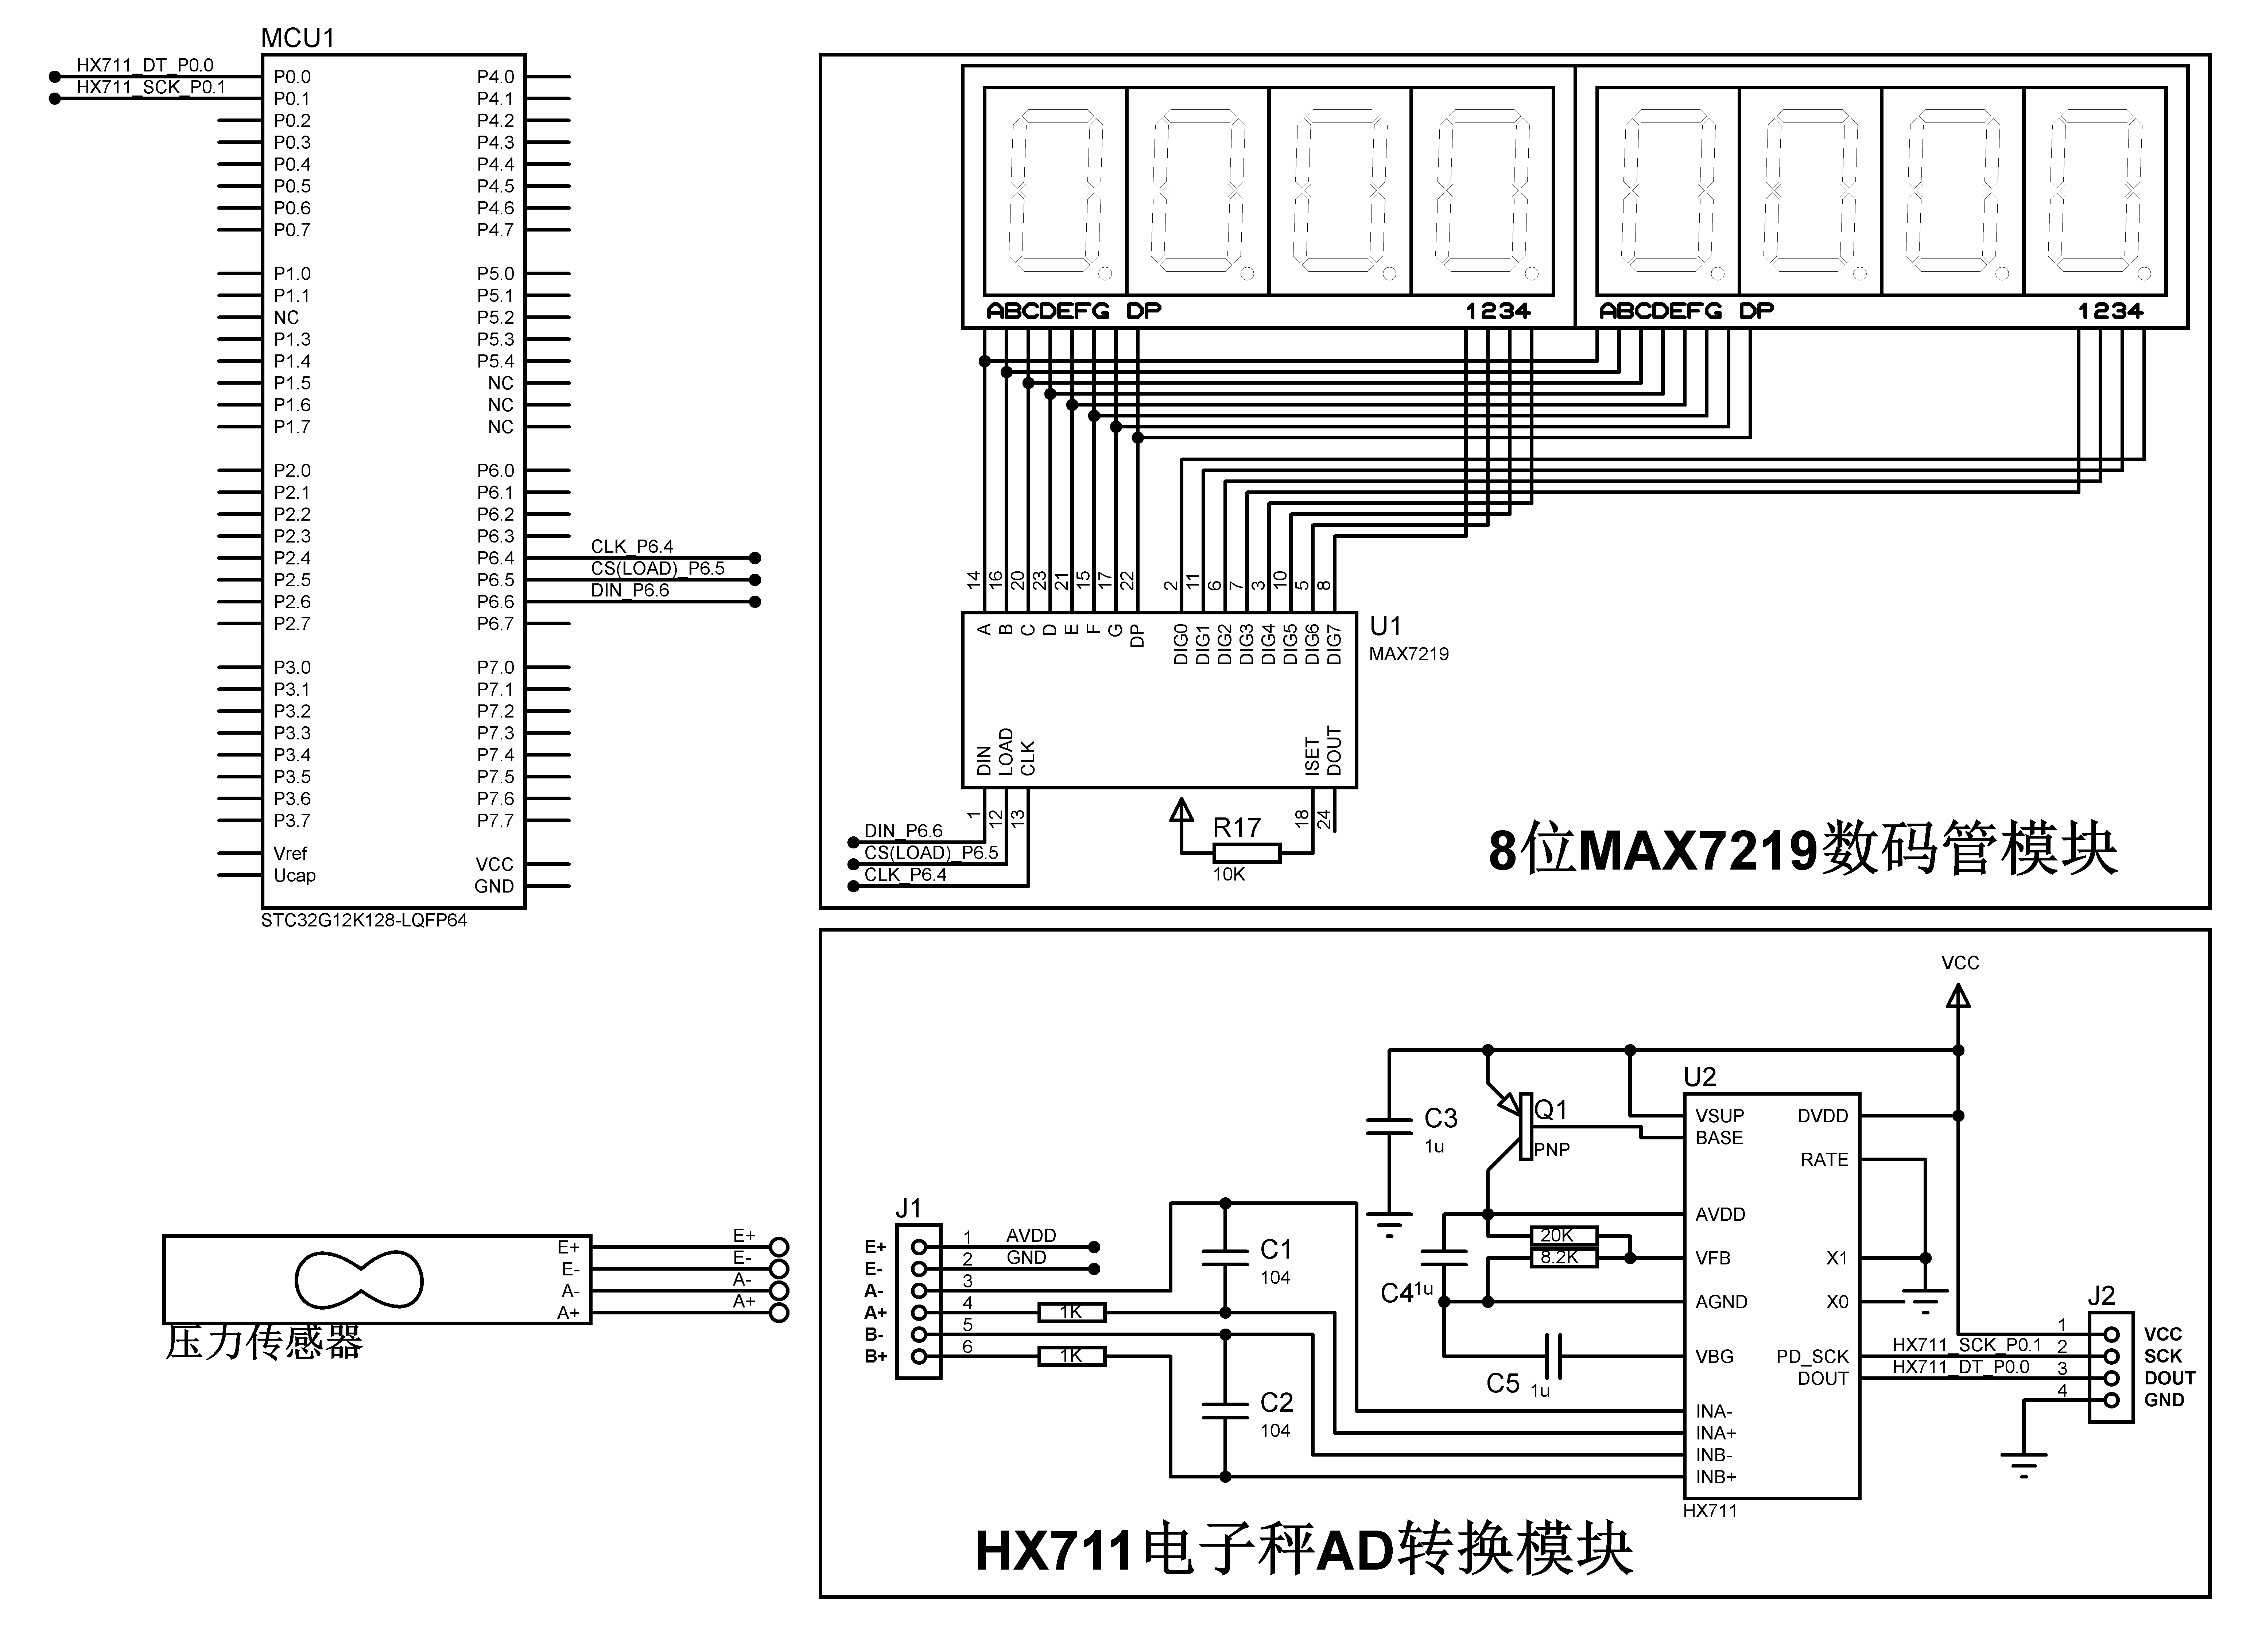 MCU1
HX711_DT_P0.0
HX711_SCK_P0.1
P0.0 P4.0
P0.1 P4.1
P0.2 P4.2
P0.3 P4.3
P0.4 P4.4
P0.5 P4.5
P0.6 P4.6
P0.7 P4.7
P1.0 P5.0
P1.1 P5.1
NC P5.2
P1.3 P5.3
P1.4 P5.4
P1.5 NC
P1.6 NC
P1.7 NC
P2.0 P6.0
P2.1 P6.1
P2.2 P6.2
P2.3 P6.3
P2.4 P6.4 CLK_P6.4
P2.5 P6.5 CS(LOAD)_P6.5
P2.6 P6.6 DIN_P6.6
P2.7 P6.7
P3.0 P7.0
P3.1 P7.1
P3.2 P7.2
P3.3 P7.3
P3.4 P7.4
P3.5 P7.5
P3.6 P7.6
P3.7 P7.7
Vref
VCC
Ucap
GND
STC32G12K128-LQFP64
ABCDEFG DP 1234 ABCDEFG DP 1234
14 16 20 23 21 15 17 22 2 11 6 7 3 10 5 8
A B C D E F G DP DIG0 DIG1 DIG2 DIG3 DIG4 DIG5 DIG6 DIG7
U1
MAX7219
DIN LOAD CLK ISET DOUT
1 12 13 18 24
DIN_P6.6
CS(LOAD)_P6.5
CLK_P6.4
R17
10K
8位MAX7219数码管模块
E+ E+
E- E-
A- A-
A+ A+
压力传感器
VCC
U2
C3
1u
Q1
PNP
VSUP DVDD
BASE
RATE
AVDD
20K
8.2K
VFB X1
C4 1u
AGND X0
C5 1u
VBG PD_SCK
DOUT
INA-
INA+
INB-
INB+
HX711
J1
E+ 1 AVDD
E- 2 GND
A- 3
A+ 4 1K
B- 5
B+ 6 1K
C1
104
C2
104
J2
1 VCC
HX711_SCK_P0.1 2 SCK
HX711_DT_P0.0 3 DOUT
4 GND
HX711电子秤AD转换模块